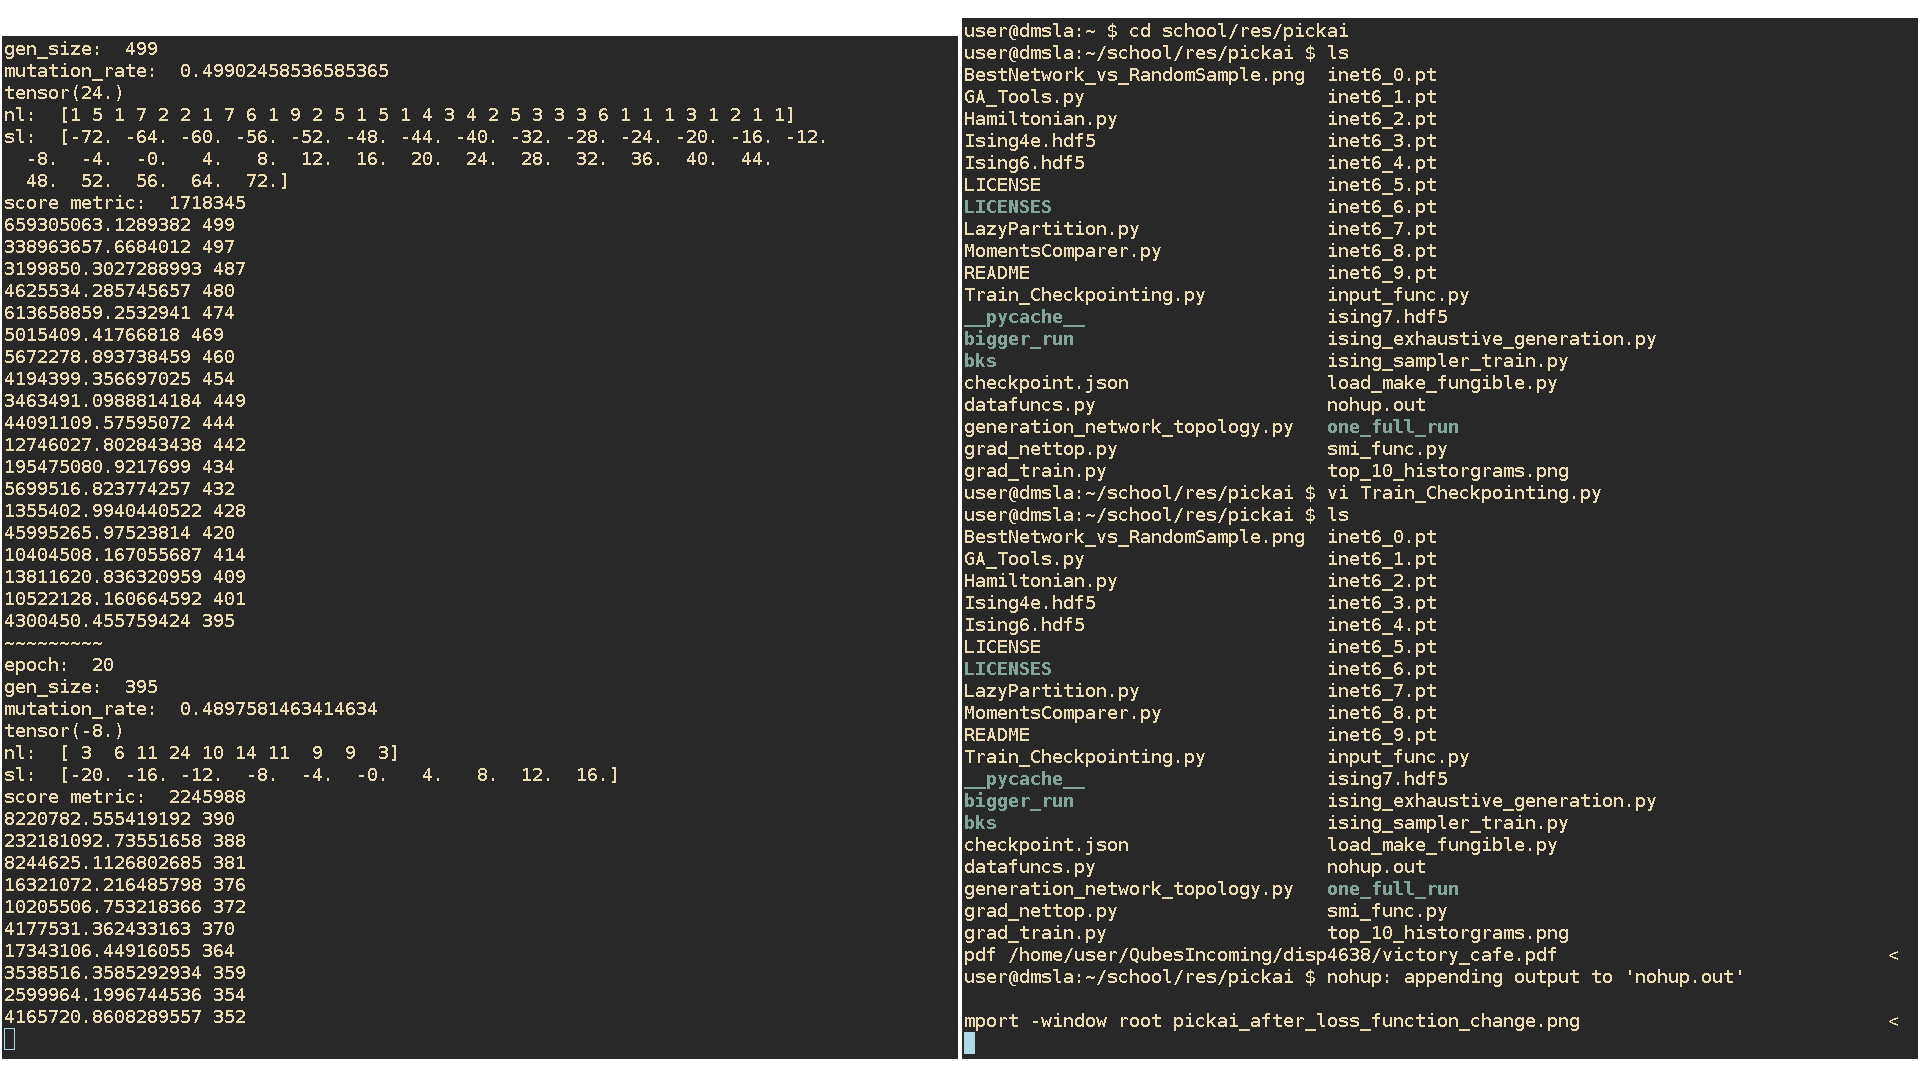 gen_size:  499
mutation_rate:  0.49902458536585365
tensor(24.)
nl:  [1 5 1 7 2 2 1 7 6 1 9 2 5 1 5 1 4 3 4 2 5 3 3 3 6 1 1 1 3 1 2 1 1]
sl:  [-72. -64. -60. -56. -52. -48. -44. -40. -32. -28. -24. -20. -16. -12.
  -8.  -4.  -0.   4.   8.  12.  16.  20.  24.  28.  32.  36.  40.  44.
  48.  52.  56.  64.  72.]
score metric:  1718345
659305063.1289382 499
338963657.6684012 497
3199850.3027288993 487
4625534.285745657 480
613658859.2532941 474
5015409.41766818 469
5672278.893738459 460
4194399.356697025 454
3463491.0988814184 449
44091109.57595072 444
12746027.802843438 442
195475080.9217699 434
5699516.823774257 432
1355402.9940440522 428
45995265.97523814 420
10404508.167055687 414
13811620.836320959 409
10522128.160664592 401
4300450.455759424 395
~~~~~~~~~
epoch:  20
gen_size:  395
mutation_rate:  0.4897581463414634
tensor(-8.)
nl:  [ 3  6 11 24 10 14 11  9  9  3]
sl:  [-20. -16. -12.  -8.  -4.  -0.   4.   8.  12.  16.]
score metric:  2245988
8220782.555419192 390
232181092.73551658 388
8244625.1126802685 381
16321072.216485798 376
10205506.753218366 372
4177531.362433163 370
17343106.44916055 364
3538516.3585292934 359
2599964.1996744536 354
4165720.8608289557 352
user@dmsla:~ $ cd school/res/pickai
user@dmsla:~/school/res/pickai $ ls
BestNetwork_vs_RandomSample.png  inet6_0.pt
GA_Tools.py                      inet6_1.pt
Hamiltonian.py                   inet6_2.pt
Ising4e.hdf5                     inet6_3.pt
Ising6.hdf5                      inet6_4.pt
LICENSE                          inet6_5.pt
LICENSES                         inet6_6.pt
LazyPartition.py                 inet6_7.pt
MomentsComparer.py               inet6_8.pt
README                           inet6_9.pt
Train_Checkpointing.py           input_func.py
__pycache__                      ising7.hdf5
bigger_run                       ising_exhaustive_generation.py
bks                              ising_sampler_train.py
checkpoint.json                  load_make_fungible.py
datafuncs.py                     nohup.out
generation_network_topology.py   one_full_run
grad_nettop.py                   smi_func.py
grad_train.py                    top_10_historgrams.png
user@dmsla:~/school/res/pickai $ vi Train_Checkpointing.py
user@dmsla:~/school/res/pickai $ ls
BestNetwork_vs_RandomSample.png  inet6_0.pt
GA_Tools.py                      inet6_1.pt
Hamiltonian.py                   inet6_2.pt
Ising4e.hdf5                     inet6_3.pt
Ising6.hdf5                      inet6_4.pt
LICENSE                          inet6_5.pt
LICENSES                         inet6_6.pt
LazyPartition.py                 inet6_7.pt
MomentsComparer.py               inet6_8.pt
README                           inet6_9.pt
Train_Checkpointing.py           input_func.py
__pycache__                      ising7.hdf5
bigger_run                       ising_exhaustive_generation.py
bks                              ising_sampler_train.py
checkpoint.json                  load_make_fungible.py
datafuncs.py                     nohup.out
generation_network_topology.py   one_full_run
grad_nettop.py                   smi_func.py
grad_train.py                    top_10_historgrams.png
pdf /home/user/QubesIncoming/disp4638/victory_cafe.pdf                              <
user@dmsla:~/school/res/pickai $ nohup: appending output to 'nohup.out'
mport -window root pickai_after_loss_function_change.png                            <